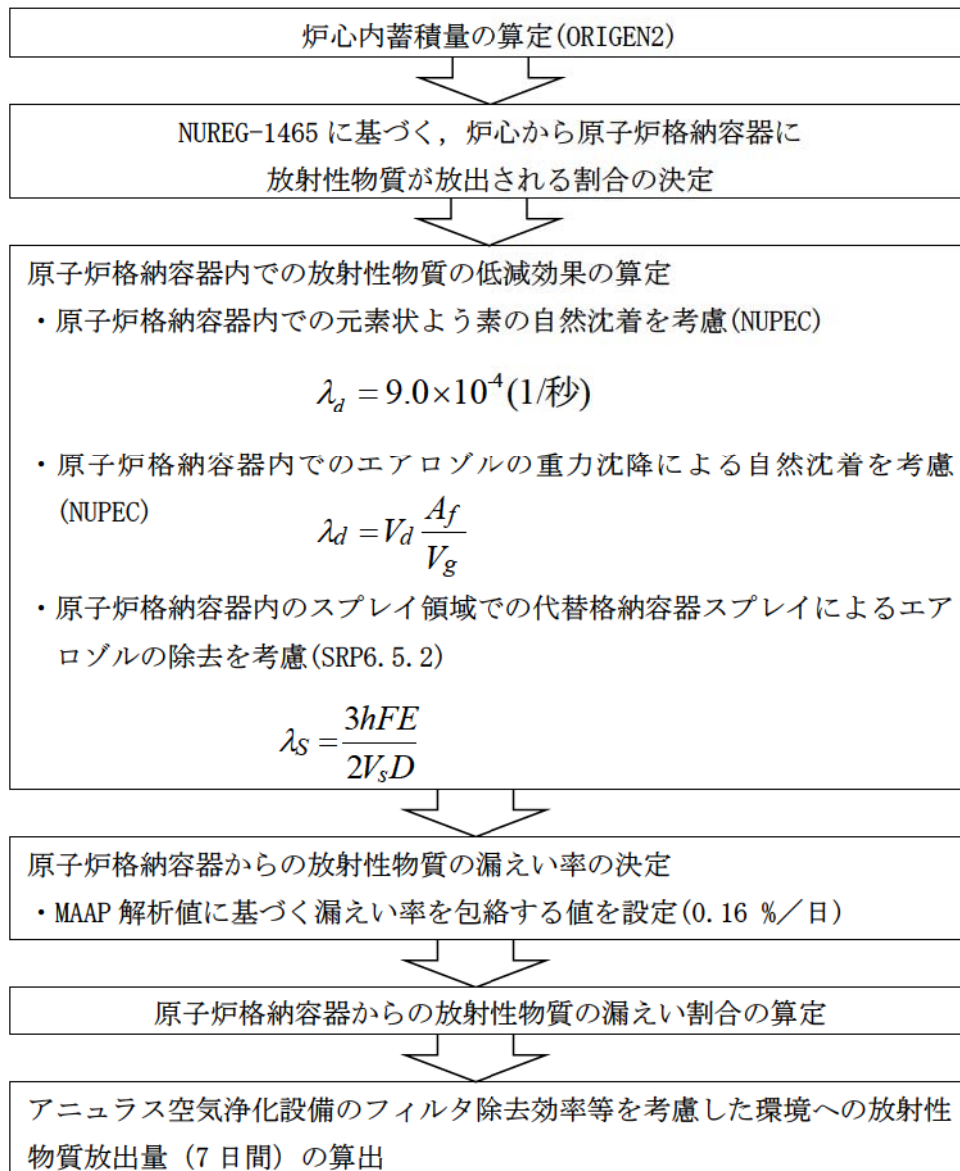 炉心内蓄積量の算定(ORIGEN2)
NUREG-1465 に基づく，炉心から原子炉格納容器に
放射性物質が放出される割合の決定
原子炉格納容器内での放射性物質の低減効果の算定
・原子炉格納容器内での元素状よう素の自然沈着を考慮(NUPEC)
λ_d = 9.0×10^-4 (1/秒)
・原子炉格納容器内でのエアロゾルの重力沈降による自然沈着を考慮
(NUPEC)
λ_d = V_d A_f / V_g
・原子炉格納容器内のスプレイ領域での代替格納容器スプレイによるエア
ロゾルの除去を考慮(SRP6.5.2)
λ_S = 3hFE / 2V_sD
原子炉格納容器からの放射性物質の漏えい率の決定
・MAAP 解析値に基づく漏えい率を包絡する値を設定(0.16 %／日)
原子炉格納容器からの放射性物質の漏えい割合の算定
アニュラス空気浄化設備のフィルタ除去効率等を考慮した環境への放射性
物質放出量（7 日間）の算出